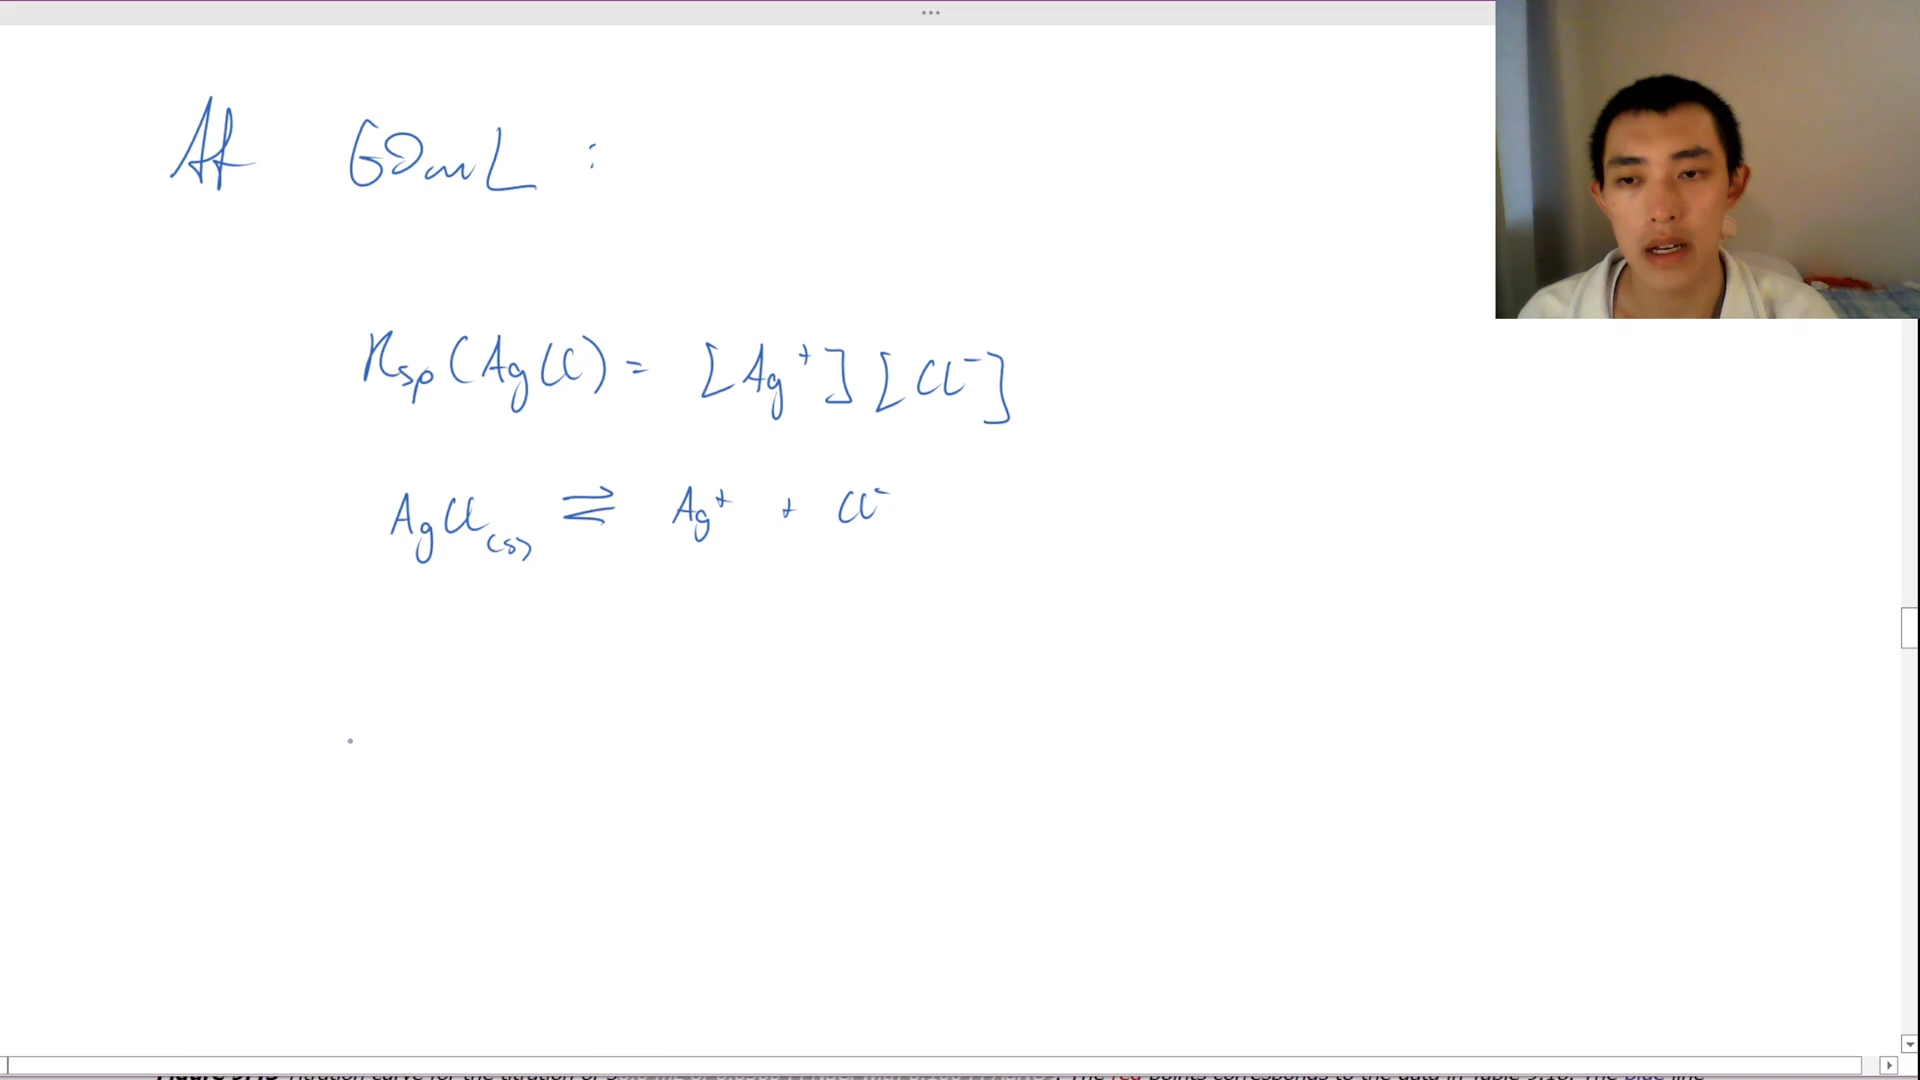 At 60mL :
Ksp(AgCl) = [Ag⁺][Cl⁻]
AgCl(s) ⇌ Ag⁺ + Cl⁻